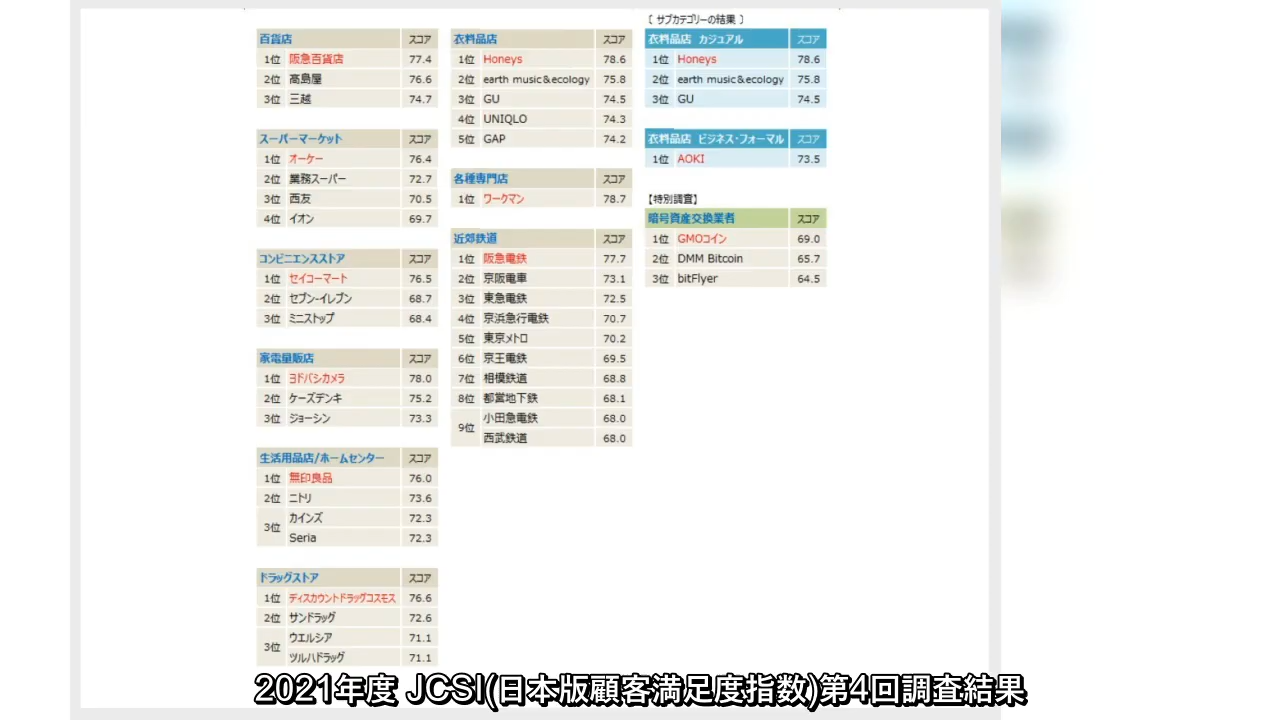 百貨店 スコア
1位 阪急百貨店 77.4
2位 髙島屋 76.6
3位 三越 74.7
スーパーマーケット スコア
1位 オーケー 76.4
2位 業務スーパー 72.7
3位 西友 70.5
4位 イオン 69.7
コンビニエンスストア スコア
1位 セイコーマート 76.5
2位 セブン-イレブン 68.7
3位 ミニストップ 68.4
家電量販店 スコア
1位 ヨドバシカメラ 78.0
2位 ケーズデンキ 75.2
3位 ジョーシン 73.3
生活用品店/ホームセンター スコア
1位 無印良品 76.0
2位 ニトリ 73.6
3位 カインズ 72.3
Seria 72.3
ドラッグストア スコア
1位 ディスカウントドラッグコスモス 76.6
2位 サンドラッグ 72.6
3位 ウエルシア 71.1
ツルハドラッグ 71.1
衣料品店 スコア
1位 Honeys 78.6
2位 earth music&ecology 75.8
3位 GU 74.5
4位 UNIQLO 74.3
5位 GAP 74.2
各種専門店 スコア
1位 ワークマン 78.7
近郊鉄道 スコア
1位 阪急電鉄 77.7
2位 京阪電車 73.1
3位 東急電鉄 72.5
4位 京浜急行電鉄 70.7
5位 東京メトロ 70.2
6位 京王電鉄 69.5
7位 相模鉄道 68.8
8位 都営地下鉄 68.1
9位 小田急電鉄 68.0
西武鉄道 68.0
〔 サブカテゴリーの結果 〕
衣料品店 カジュアル スコア
1位 Honeys 78.6
2位 earth music&ecology 75.8
3位 GU 74.5
衣料品店 ビジネス・フォーマル スコア
1位 AOKI 73.5
【特別調査】
暗号資産交換業者 スコア
1位 GMOコイン 69.0
2位 DMM Bitcoin 65.7
3位 bitFlyer 64.5
2021年度 JCSI(日本版顧客満足度指数)第4回調査結果